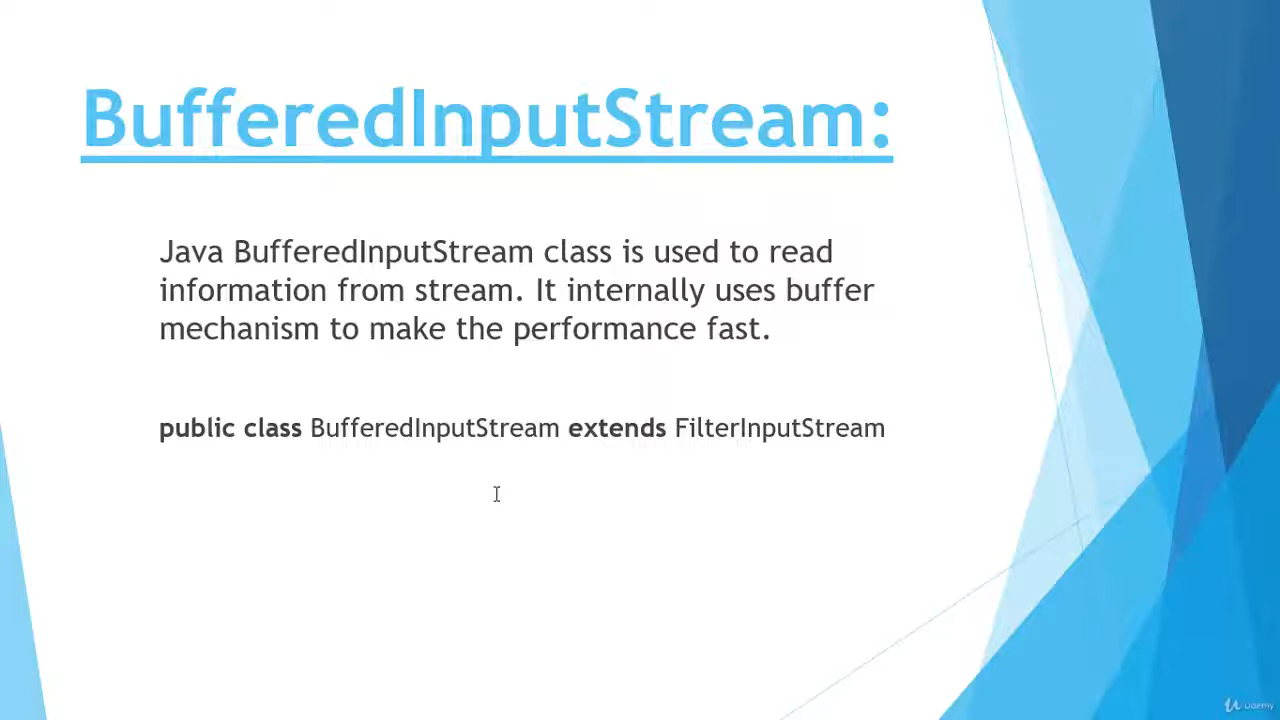 BufferedInputStream:
Java BufferedInputStream class is used to read
information from stream. It internally uses buffer
mechanism to make the performance fast.
public class BufferedInputStream extends FilterInputStream
Udemy